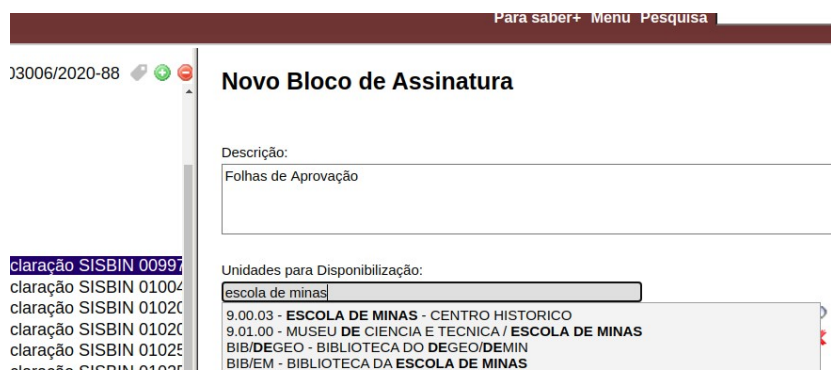 Para saber+ Menu Pesquisa
03006/2020-88
Novo Bloco de Assinatura
Descrição:
Folhas de Aprovação
claração SISBIN 00997
Unidades para Disponibilização:
claração SISBIN 01004
escola de minas
claração SISBIN 0102
9.00.03 - ESCOLA DE MINAS - CENTRO HISTORICO
claração SISBIN 0102
9.01.00 - MUSEU DE CIENCIA E TECNICA / ESCOLA DE MINAS
claração SISBIN 01025
BIB/DEGEO - BIBLIOTECA DO DEGEO/DEMIN
BIB/EM - BIBLIOTECA DA ESCOLA DE MINAS